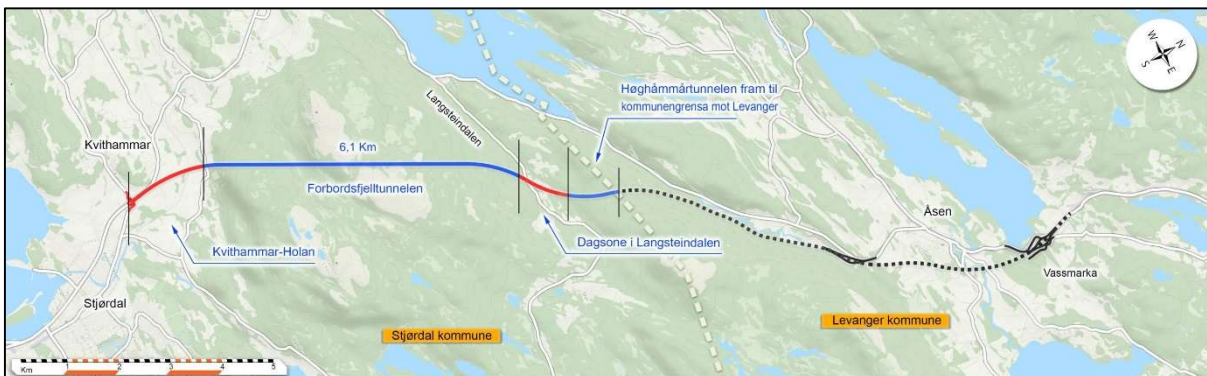 W
N
S
E
Høghåmmårtunnelen fram til
kommunengrensa mot Levanger
Langsteindalen
Kvithammar
6,1 Km
Forbordsfjelltunnelen
Åsen
Kvithammar-Holan
Dagsone i Langsteindalen
Vassmarka
Stjørdal
Stjørdal kommune
Levanger kommune
1 2 3 4 5
Km